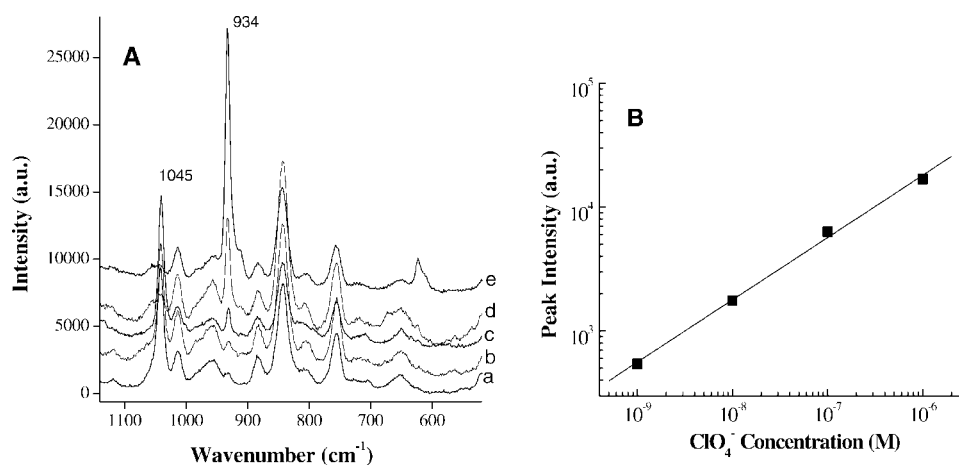 A
934
1045
25000
20000
15000
10000
5000
0
Intensity (a.u.)
e
d
c
b
a
1100 1000 900 800 700 600
Wavenumber (cm⁻¹)
B
10⁵
10⁴
10³
Peak Intensity (a.u.)
10⁻⁹ 10⁻⁸ 10⁻⁷ 10⁻⁶
ClO₄⁻ Concentration (M)